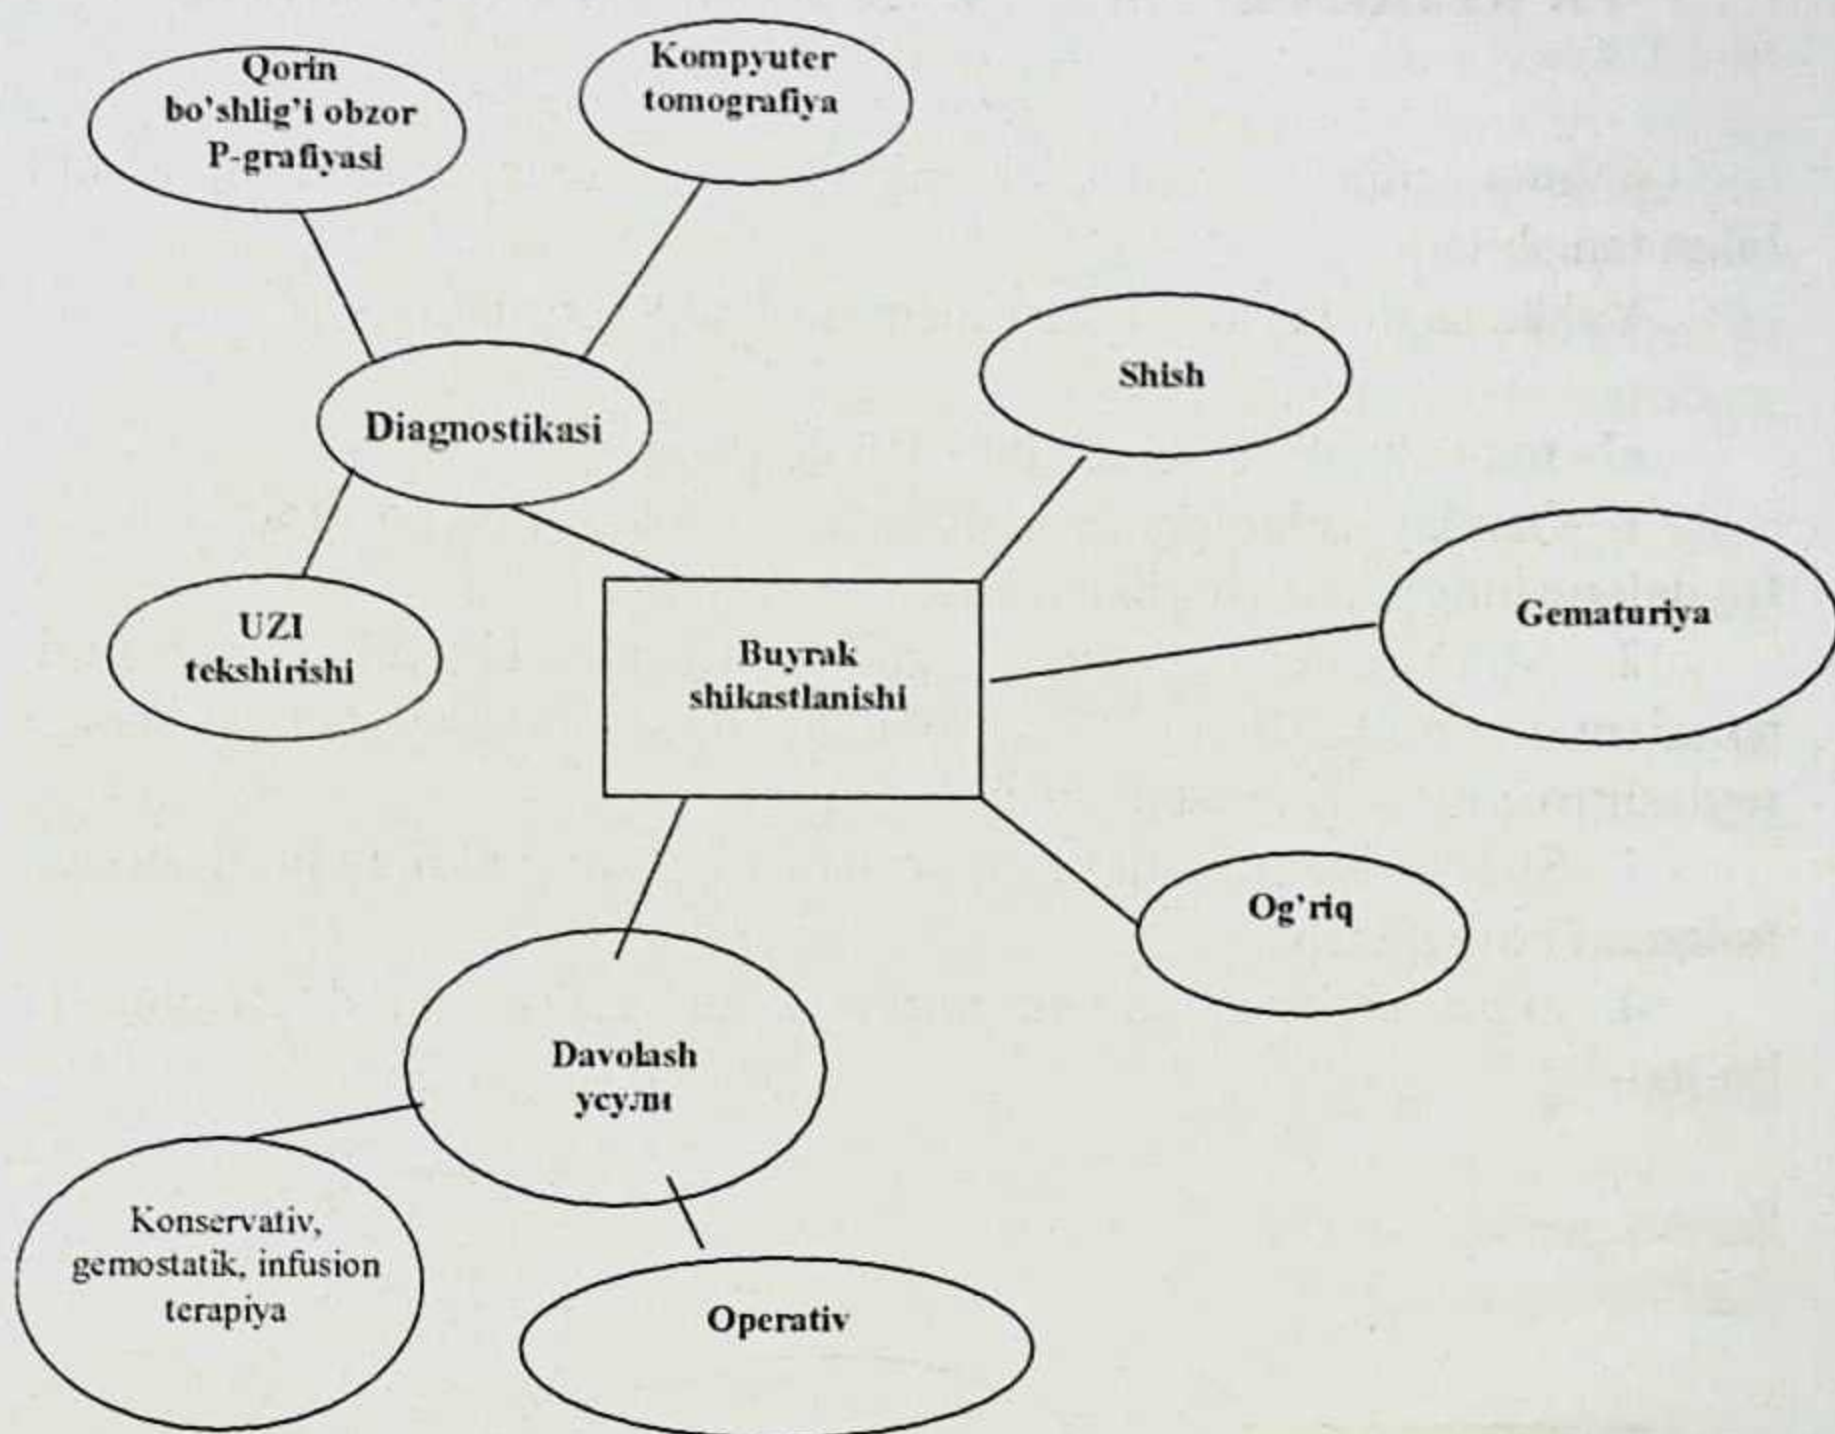 Qorin
bo'shlig'i obzor
P-grafiyasi
Kompyuter
tomografiya
Diagnostikasi
Shish
UZI
tekshirishi
Buyrak
shikastlanishi
Gematuriya
Og'riq
Davolash
усули
Konservativ,
gemostatik, infusion
terapiya
Operativ